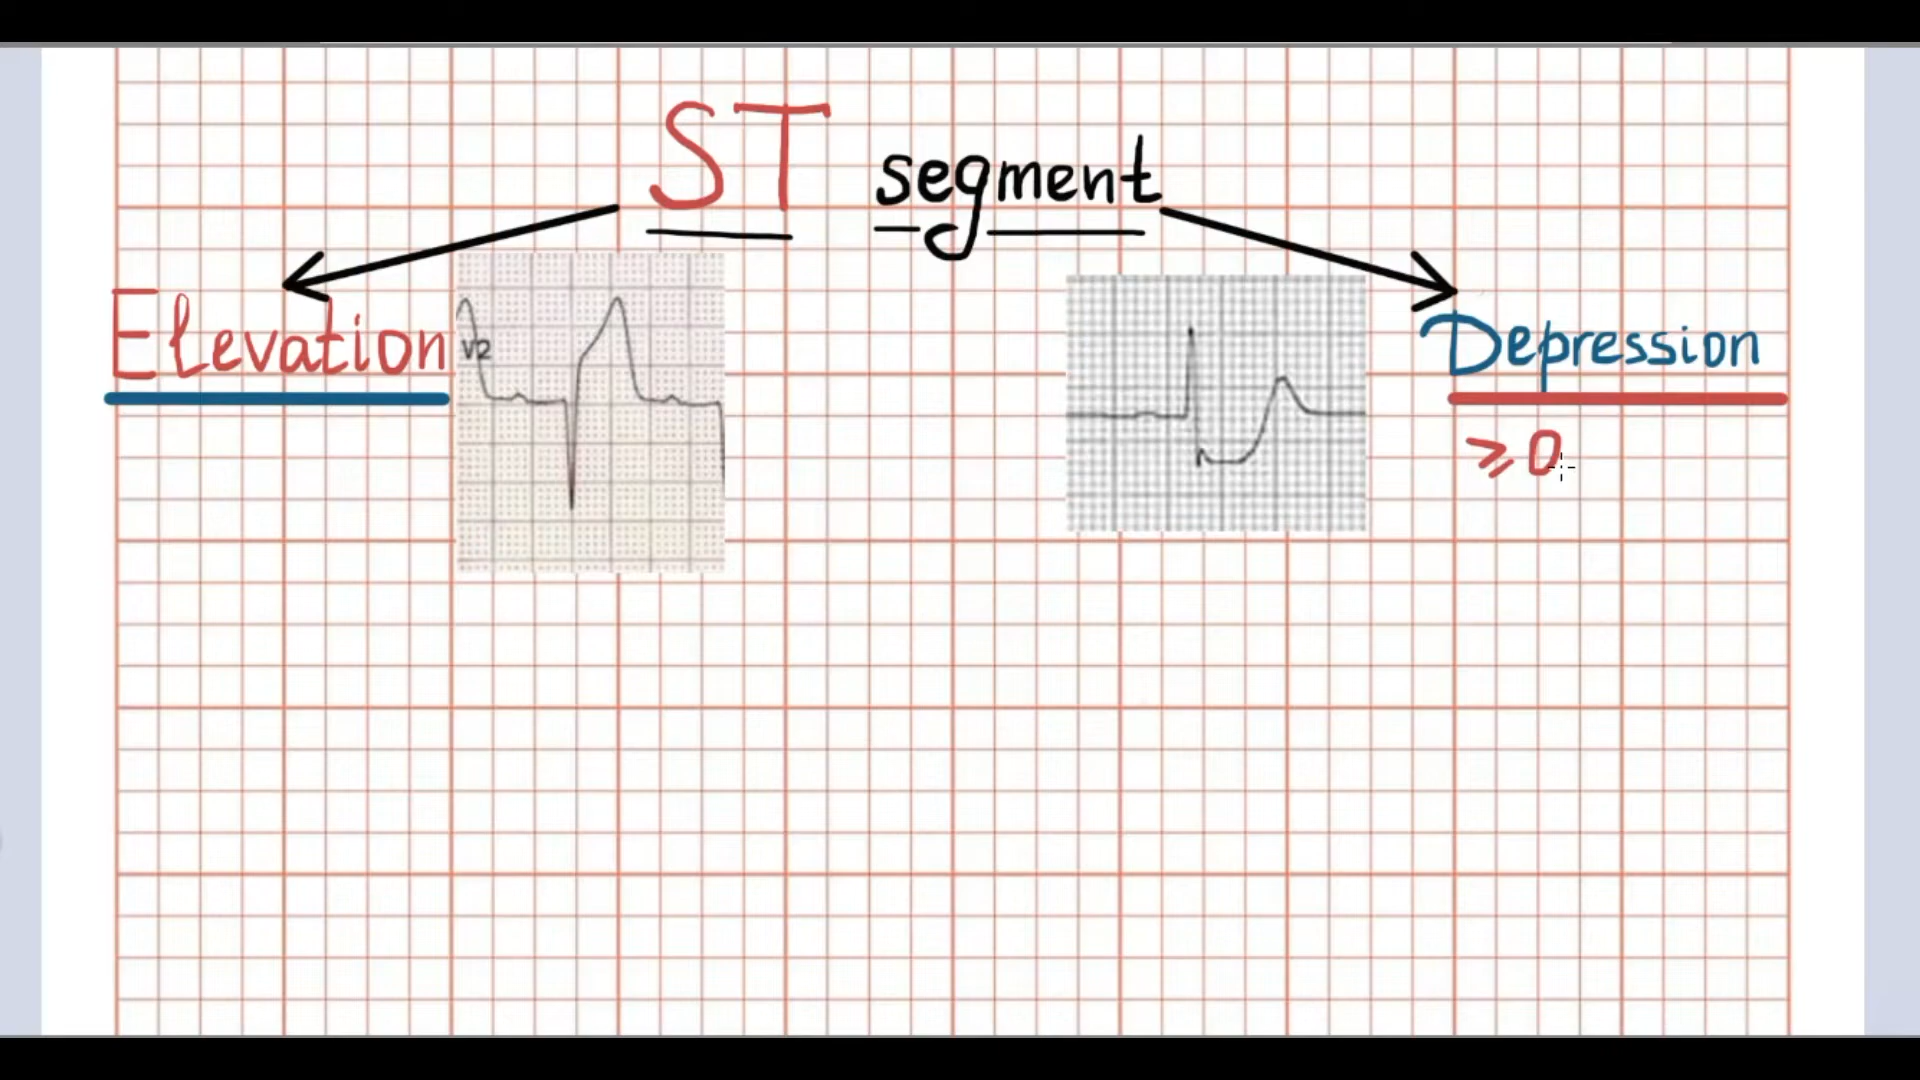 ST segment
Elevation
V2
Depression
⩾ 0